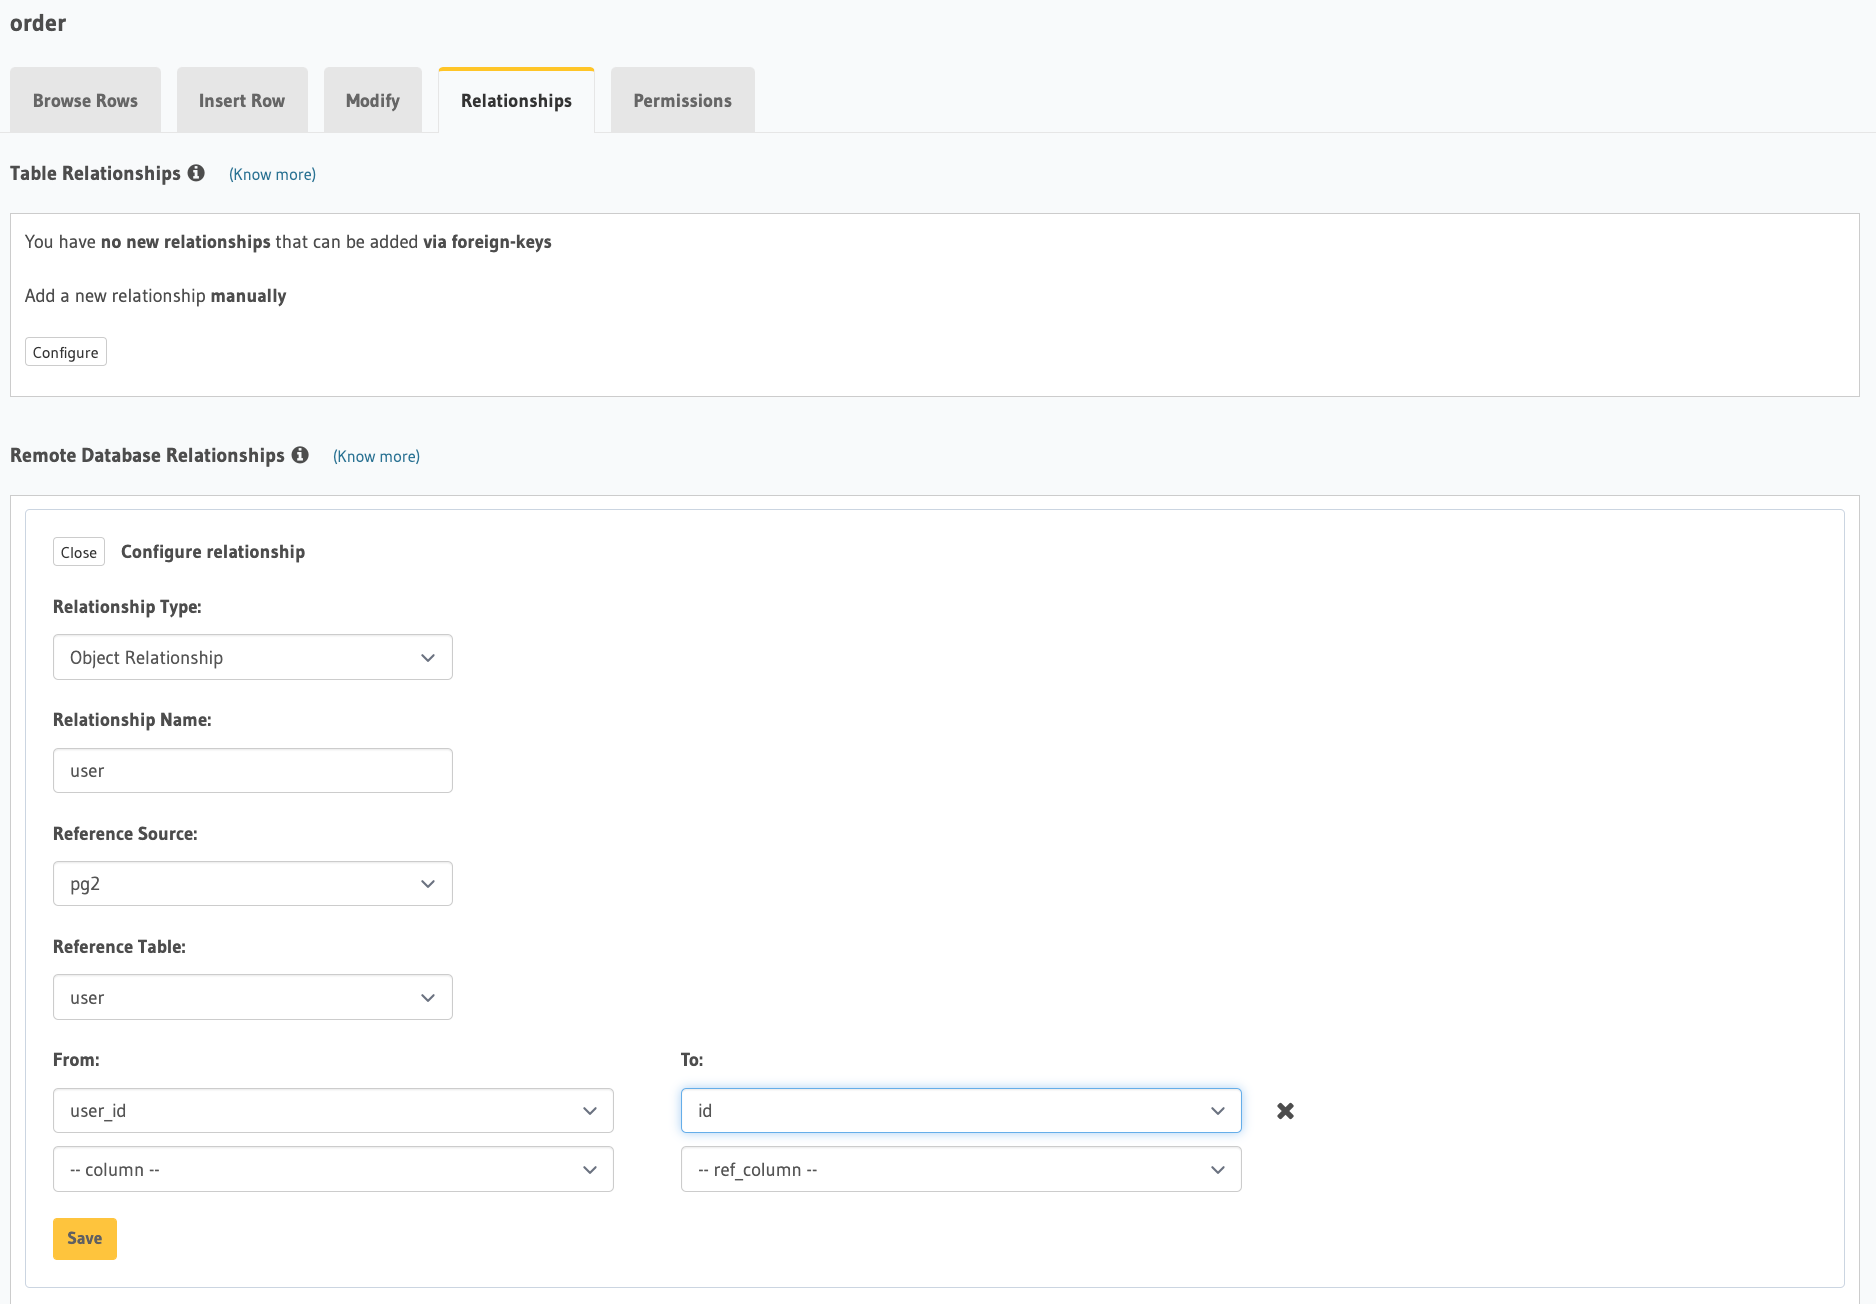 order
Browse Rows
Insert Row
Modify
Relationships
Permissions
Table Relationships (Know more)
You have no new relationships that can be added via foreign-keys
Add a new relationship manually
Configure
Remote Database Relationships (Know more)
Close Configure relationship
Relationship Type:
Object Relationship
Relationship Name:
user
Reference Source:
pg2
Reference Table:
user
From: To:
user_id id
-- column -- -- ref_column --
Save